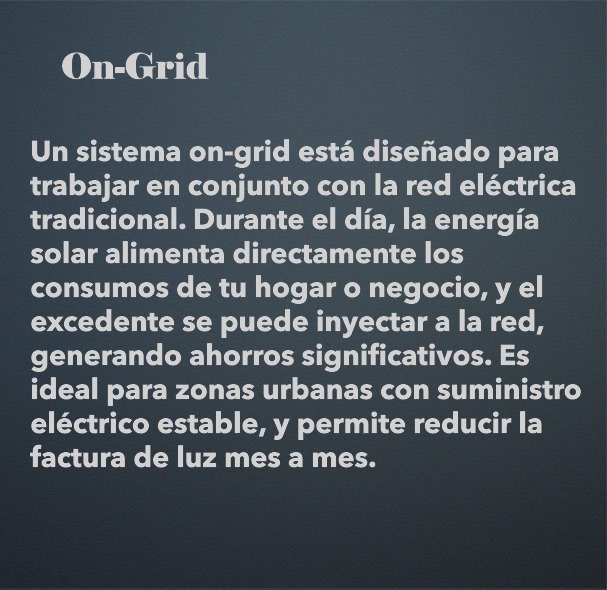 On-Grid
Un sistema on-grid está diseñado para
trabajar en conjunto con la red eléctrica
tradicional. Durante el día, la energía
solar alimenta directamente los
consumos de tu hogar o negocio, y el
excedente se puede inyectar a la red,
generando ahorros significativos. Es
ideal para zonas urbanas con suministro
eléctrico estable, y permite reducir la
factura de luz mes a mes.